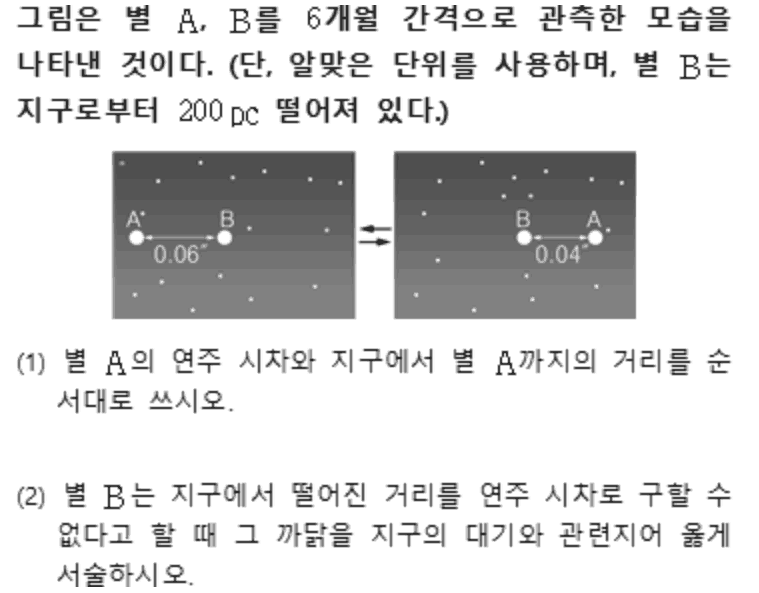 그림은 별 A, B를 6개월 간격으로 관측한 모습을
나타낸 것이다. (단, 알맞은 단위를 사용하며, 별 B는
지구로부터 200 pc 떨어져 있다.)
A B 0.06″
B A 0.04″
(1) 별 A의 연주 시차와 지구에서 별 A까지의 거리를 순
서대로 쓰시오.
(2) 별 B는 지구에서 떨어진 거리를 연주 시차로 구할 수
없다고 할 때 그 까닭을 지구의 대기와 관련지어 옳게
서술하시오.